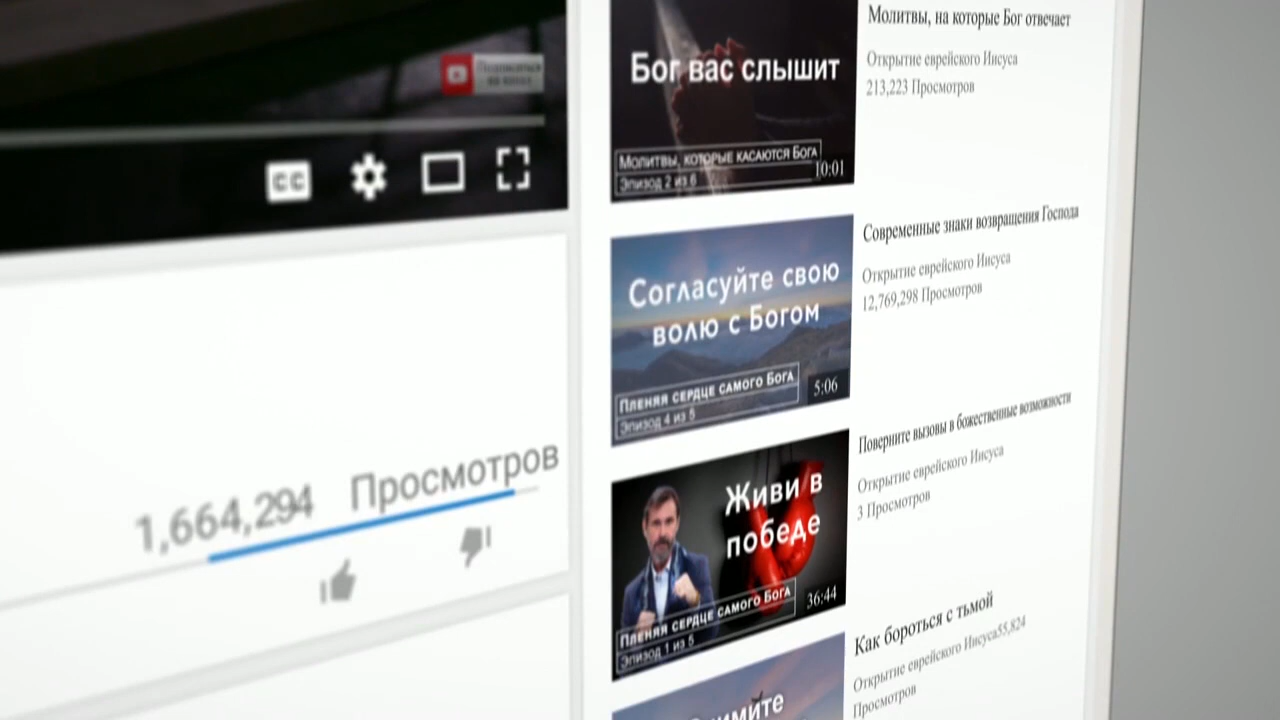 Подписаться
на канал
CC
1,664,294 Просмотров
Бог вас слышит
Молитвы, которые касаются Бога
Эпизод 2 из 6
10:01
Молитвы, на которые Бог отвечает
Открытие еврейского Иисуса
213,223 Просмотров
Согласуйте свою
волю с Богом
Пленяя сердце самого Бога
Эпизод 4 из 5
5:06
Современные знаки возвращения Господа
Открытие еврейского Иисуса
12,769,298 Просмотров
Живи в
победе
Пленяя сердце самого Бога
Эпизод 1 из 5
36:44
Поверните вызовы в божественные возможности
Открытие еврейского Иисуса
3 Просмотров
Как бороться с тьмой
Открытие еврейского Иисуса55,824
Просмотров